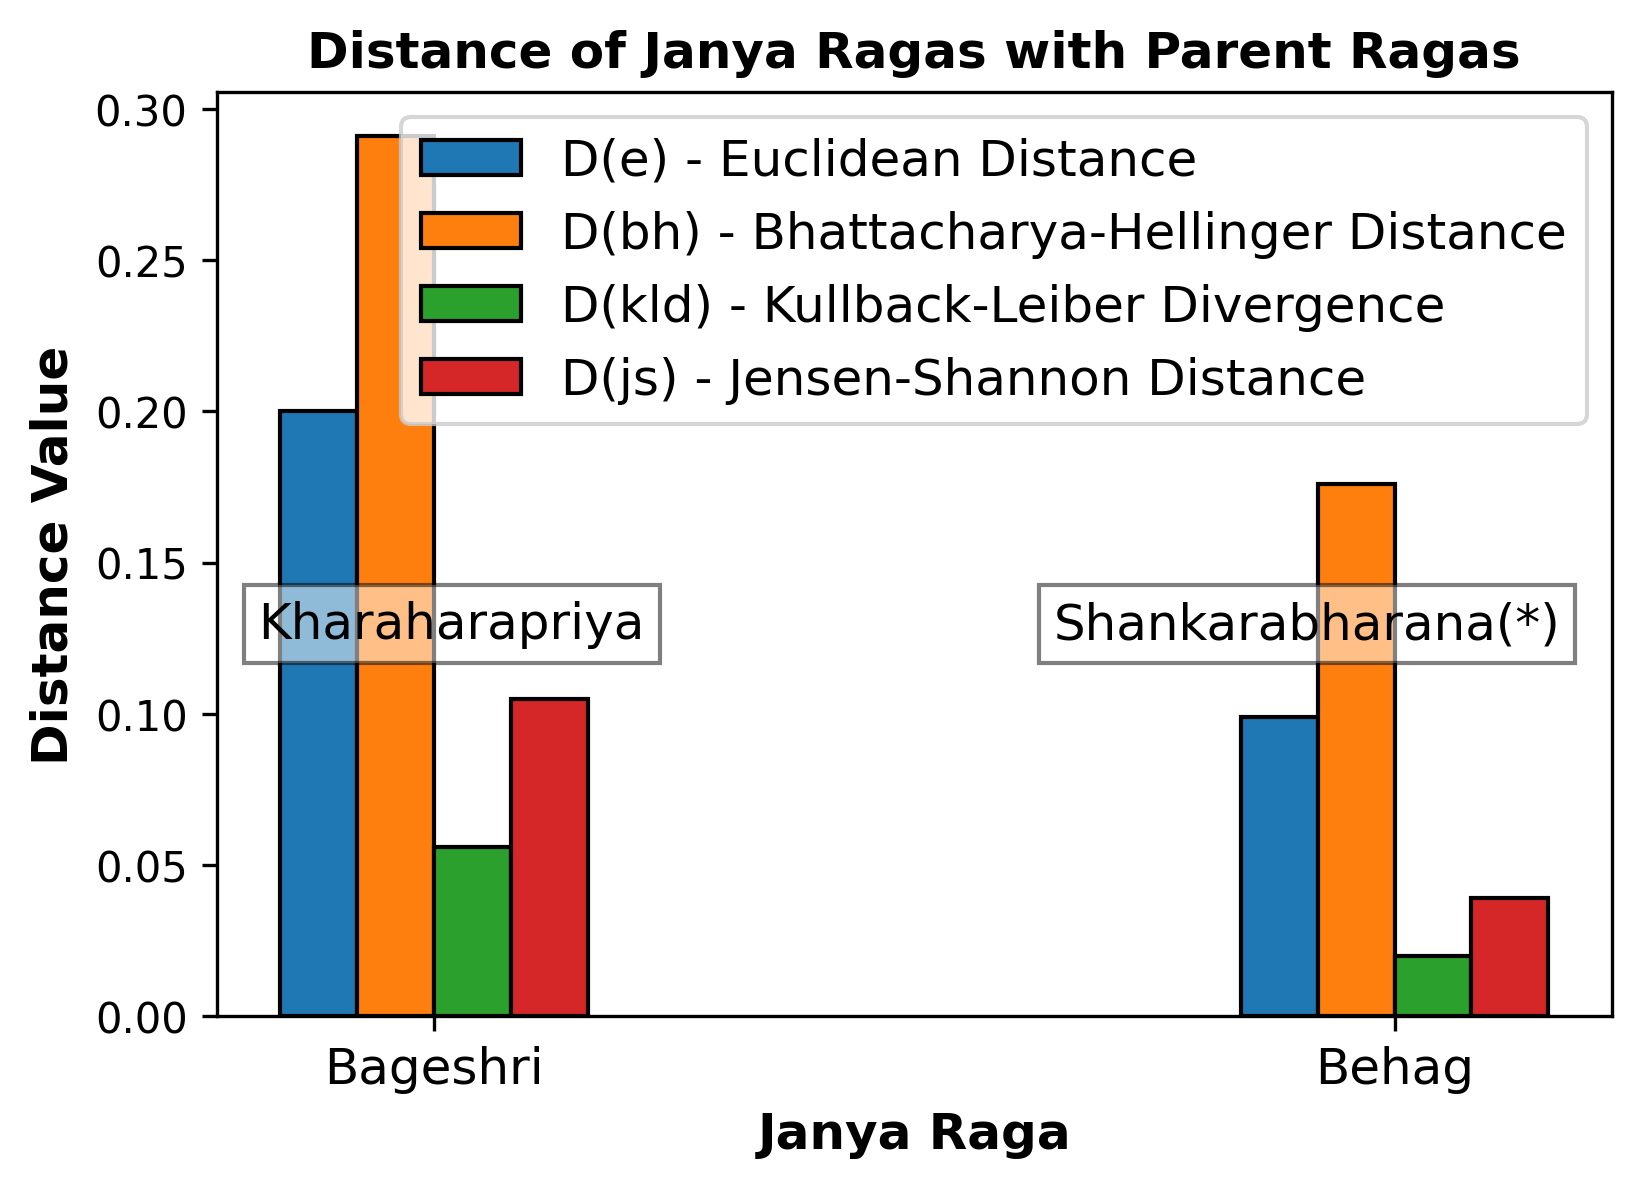 Distance of Janya Ragas with Parent Ragas
Distance Value
0.30
0.25
0.20
0.15
0.10
0.05
0.00
D(e) - Euclidean Distance
D(bh) - Bhattacharya-Hellinger Distance
D(kld) - Kullback-Leiber Divergence
D(js) - Jensen-Shannon Distance
Kharaharapriya
Shankarabharana(*)
Bageshri
Behag
Janya Raga